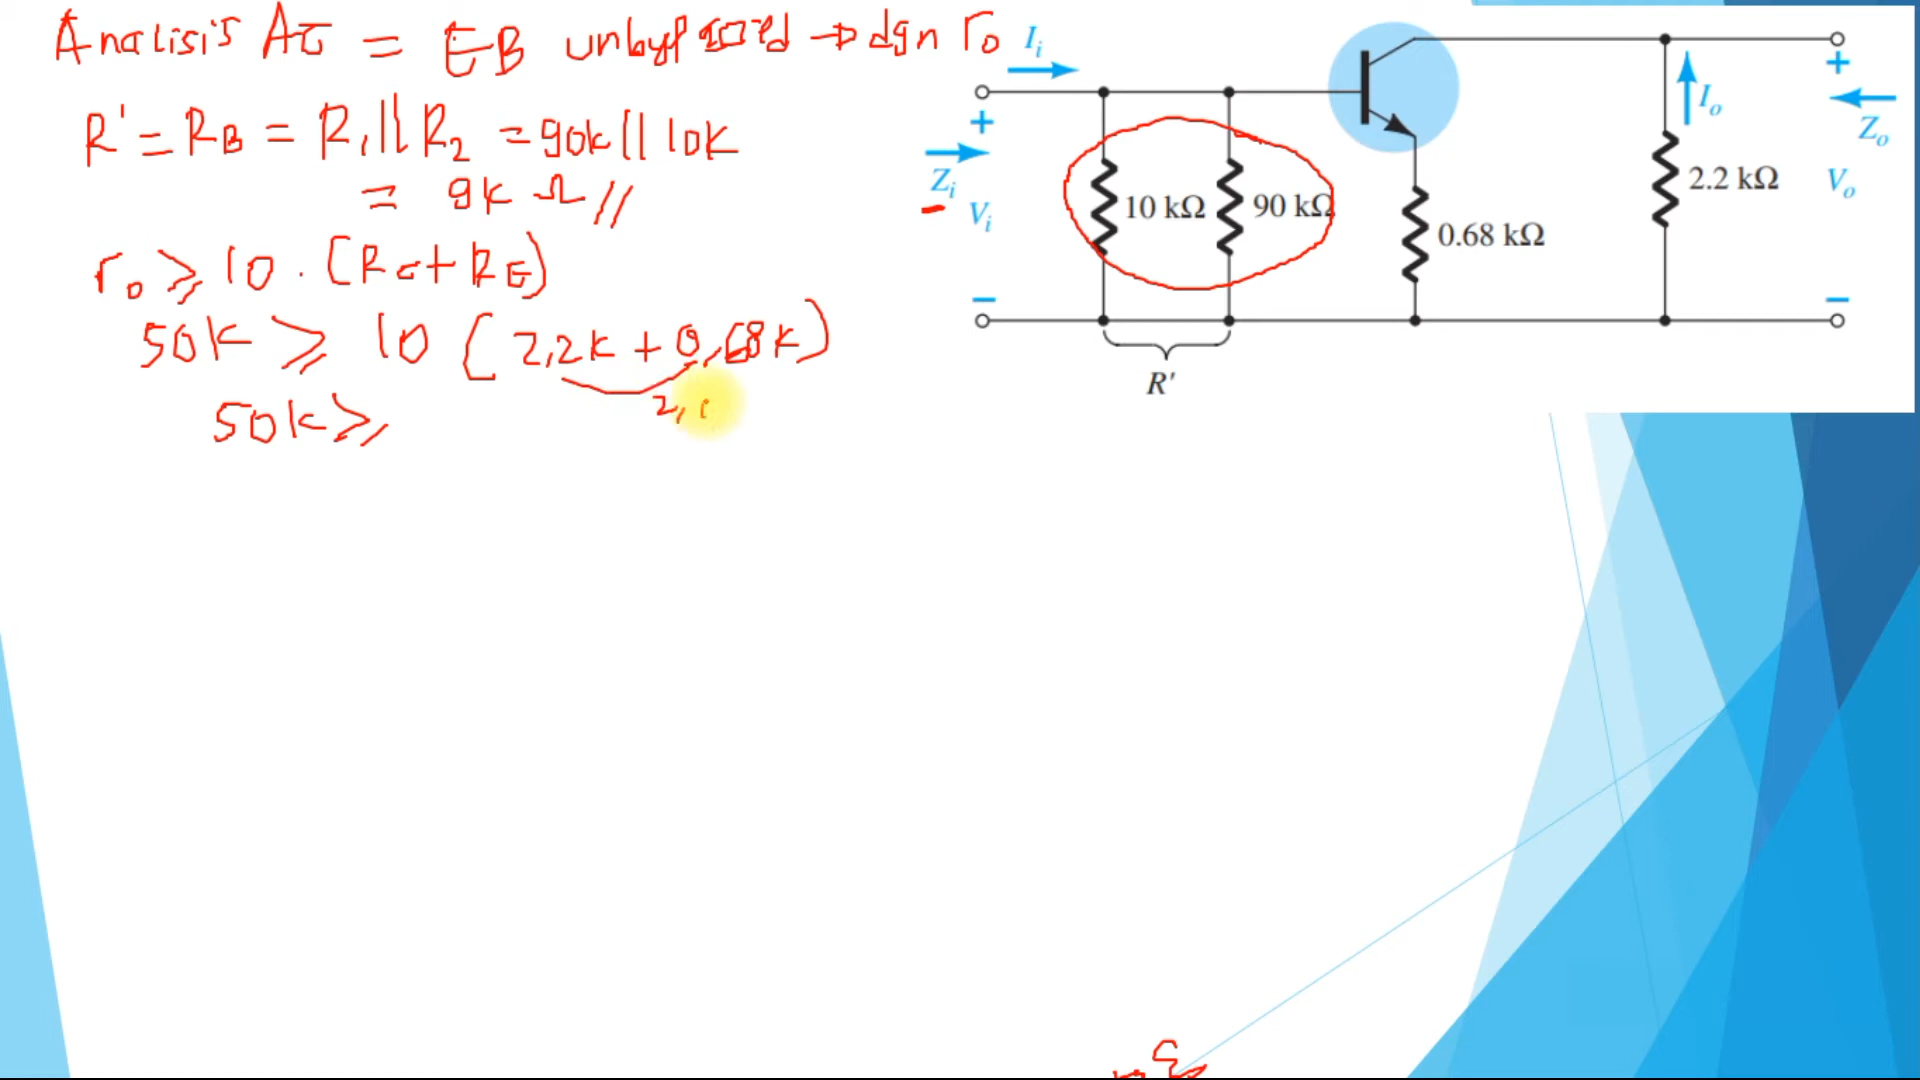 Analisis AC = EB unbypassed → dgn ro
R' = RB = R1 || R2 = 90k || 10k
= 9k Ω //
ro ≥ 10 . (Rc + RE)
50k ≥ 10 (2,2k + 0,68k)
2,
50k ≥
Ii
+
Zi
Vi
−
10 kΩ
90 kΩ
R'
0.68 kΩ
Io
2.2 kΩ
+
Zo
Vo
−